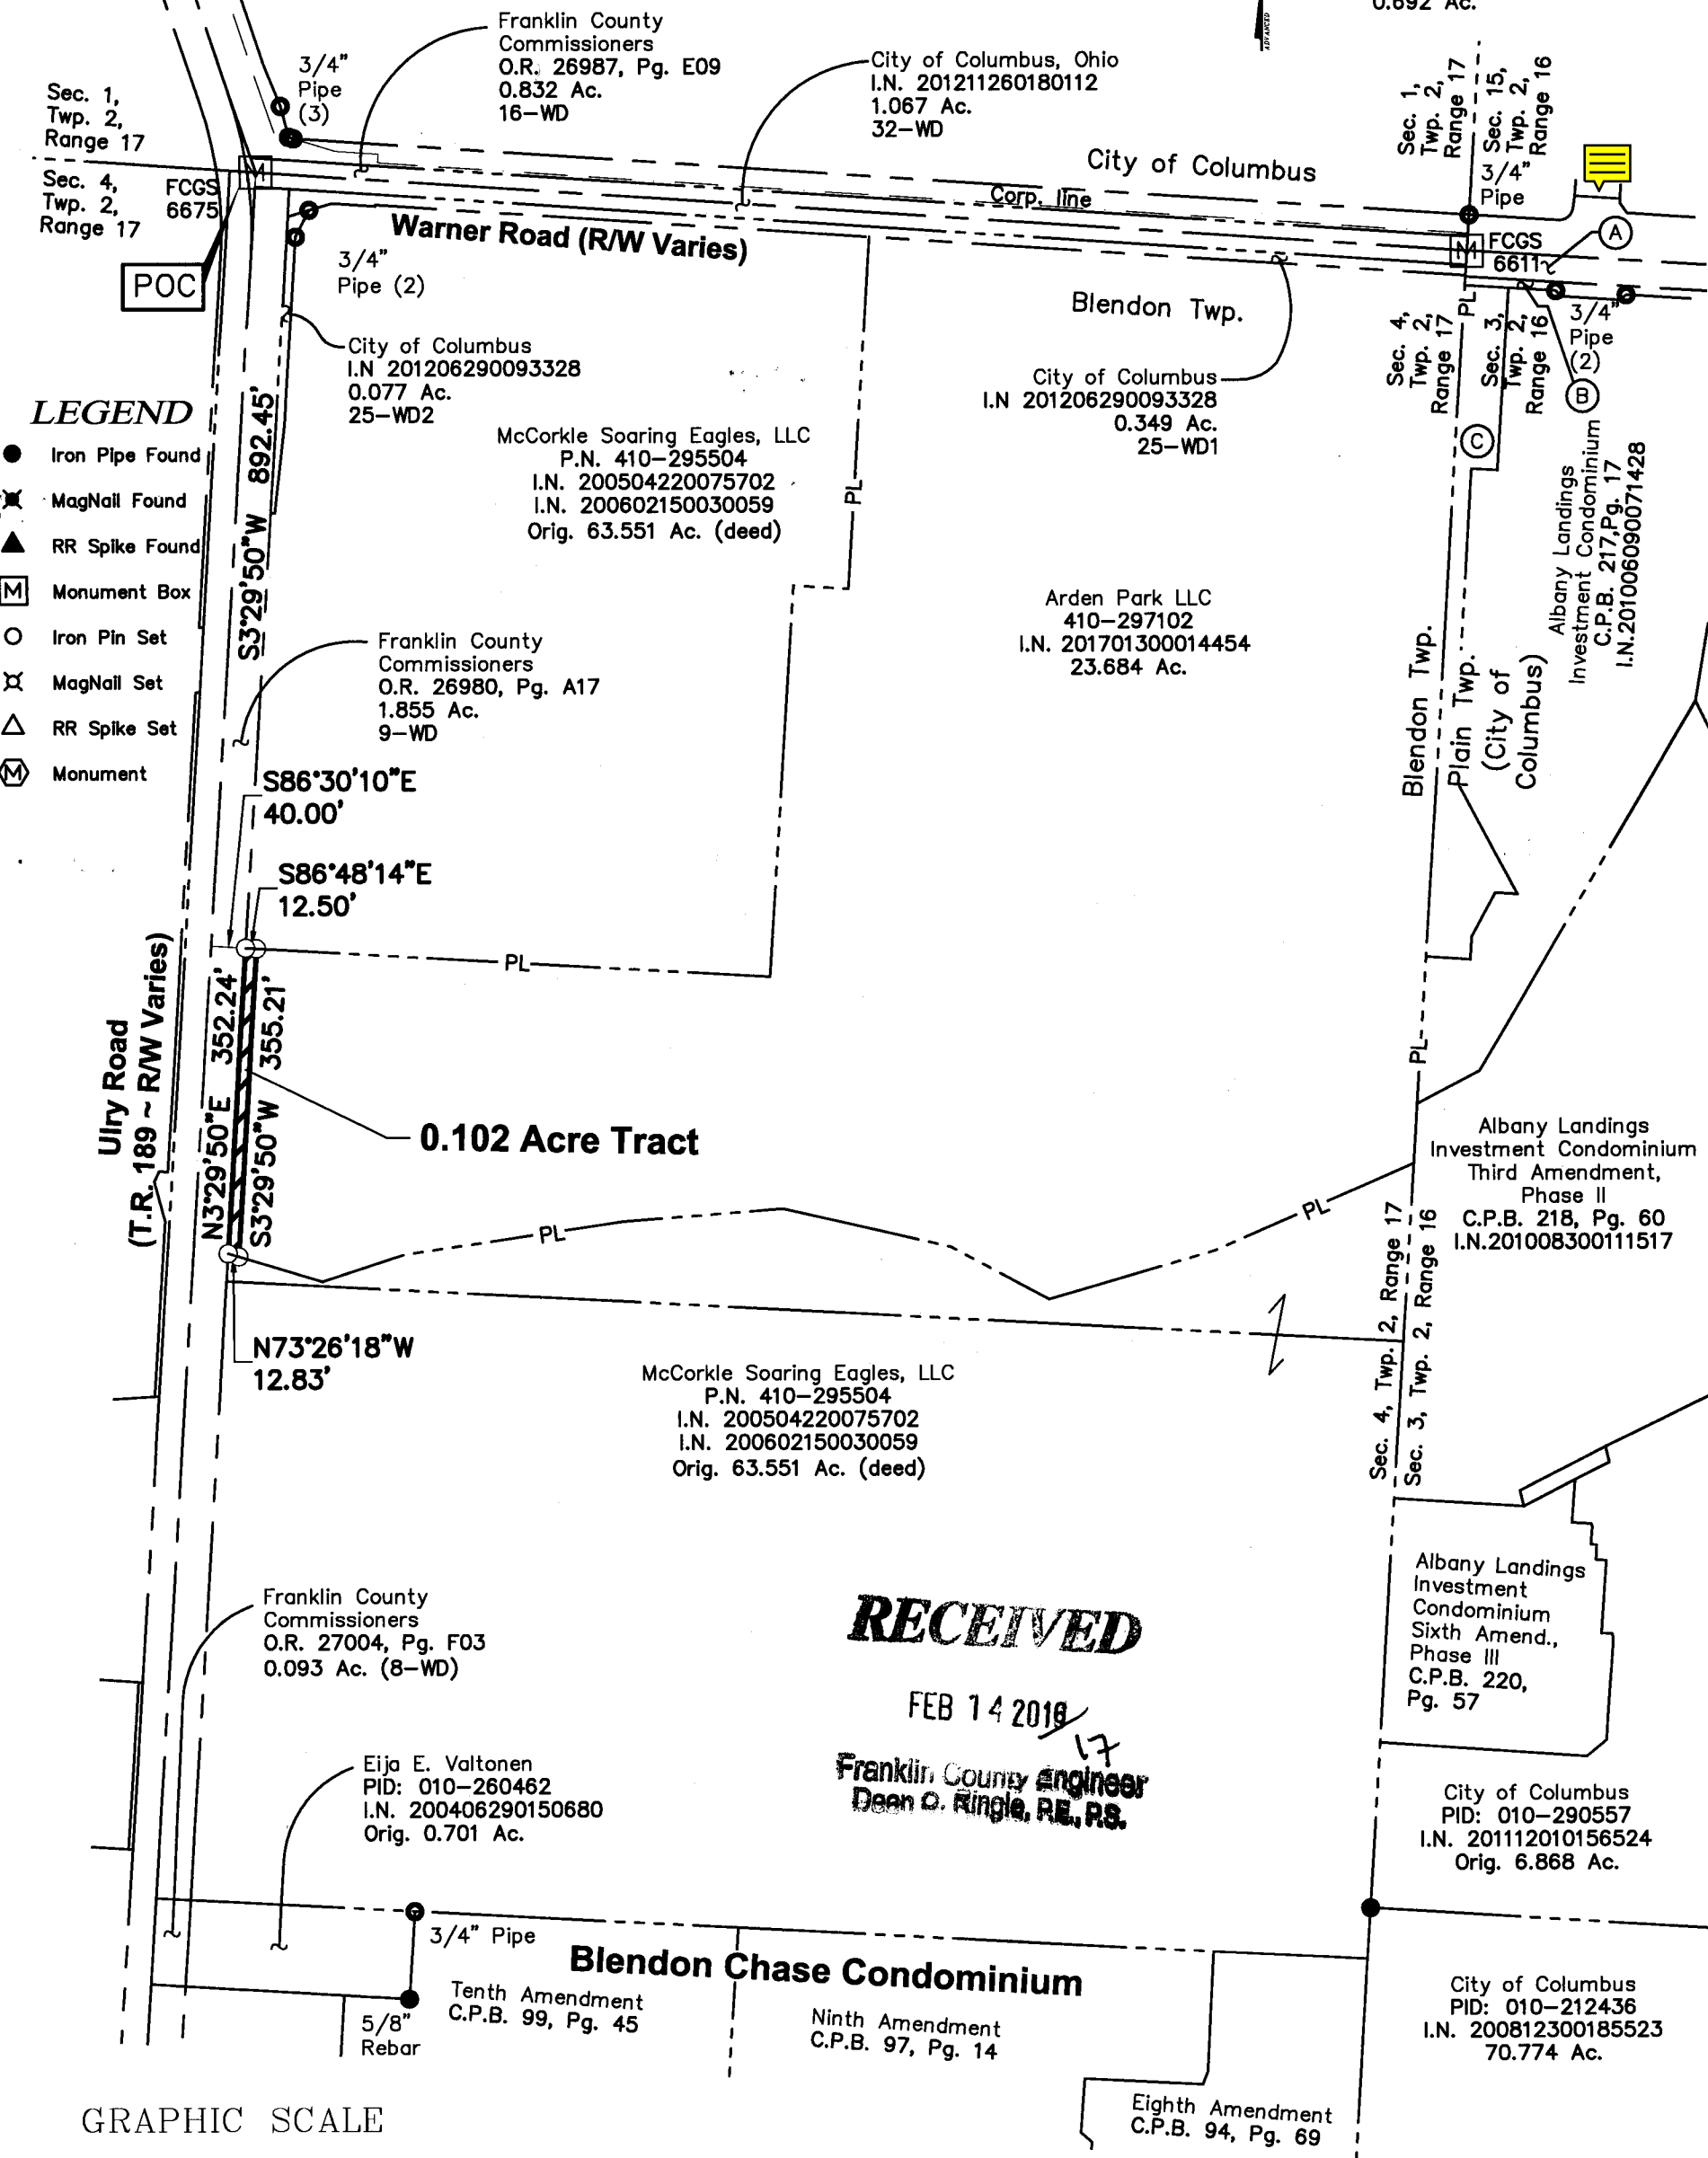 0.692 Ac.
ADVANCED
Franklin County
Commissioners
O.R. 26987, Pg. E09
0.832 Ac.
16-WD
City of Columbus, Ohio
I.N. 201211260180112
1.067 Ac.
32-WD
3/4"
Pipe
(3)
Sec. 1,
Twp. 2,
Range 17
Sec. 4,
Twp. 2,
Range 17
FCGS
6675
M
POC
Sec. 1,
Twp. 2,
Range 17
Sec. 15,
Twp. 2,
Range 16
3/4"
Pipe
City of Columbus
Corp. line
Warner Road (R/W Varies)
M
FCGS
6611
A
3/4"
Pipe (2)
Blendon Twp.
3/4"
Pipe
(2)
B
C
PL
Sec. 4,
Twp. 2,
Range 17
Sec. 3,
Twp. 2,
Range 16
City of Columbus
I.N 201206290093328
0.077 Ac.
25-WD2
City of Columbus
I.N 201206290093328
0.349 Ac.
25-WD1
LEGEND
Iron Pipe Found
MagNail Found
RR Spike Found
M Monument Box
Iron Pin Set
MagNail Set
RR Spike Set
M Monument
S3°29'50"W 892.45'
McCorkle Soaring Eagles, LLC
P.N. 410-295504
I.N. 200504220075702
I.N. 200602150030059
Orig. 63.551 Ac. (deed)
PL
Albany Landings
Investment Condominium
C.P.B. 217,Pg. 17
I.N.201006090071428
Arden Park LLC
410-297102
I.N. 201701300014454
23.684 Ac.
Franklin County
Commissioners
O.R. 26980, Pg. A17
1.855 Ac.
9-WD
Blendon Twp.
Plain Twp.
(City of
Columbus)
S86°30'10"E
40.00'
S86°48'14"E
12.50'
PL
PL
Ulry Road
(T.R. 189 ~ R/W Varies)
N3°29'50"E 352.24'
S3°29'50"W 355.21'
0.102 Acre Tract
PL
PL
Albany Landings
Investment Condominium
Third Amendment,
Phase II
C.P.B. 218, Pg. 60
I.N.201008300111517
Sec. 4, Twp. 2, Range 17
Sec. 3, Twp. 2, Range 16
N73°26'18"W
12.83'
McCorkle Soaring Eagles, LLC
P.N. 410-295504
I.N. 200504220075702
I.N. 200602150030059
Orig. 63.551 Ac. (deed)
Albany Landings
Investment
Condominium
Sixth Amend.,
Phase III
C.P.B. 220,
Pg. 57
Franklin County
Commissioners
O.R. 27004, Pg. F03
0.093 Ac. (8-WD)
RECEIVED
FEB 14 2016
17
Franklin County Engineer
Dean C. Ringle, P.E., P.S.
Eija E. Valtonen
PID: 010-260462
I.N. 200406290150680
Orig. 0.701 Ac.
City of Columbus
PID: 010-290557
I.N. 201112010156524
Orig. 6.868 Ac.
3/4" Pipe
Blendon Chase Condominium
5/8"
Rebar
Tenth Amendment
C.P.B. 99, Pg. 45
Ninth Amendment
C.P.B. 97, Pg. 14
City of Columbus
PID: 010-212436
I.N. 200812300185523
70.774 Ac.
Eighth Amendment
C.P.B. 94, Pg. 69
GRAPHIC SCALE